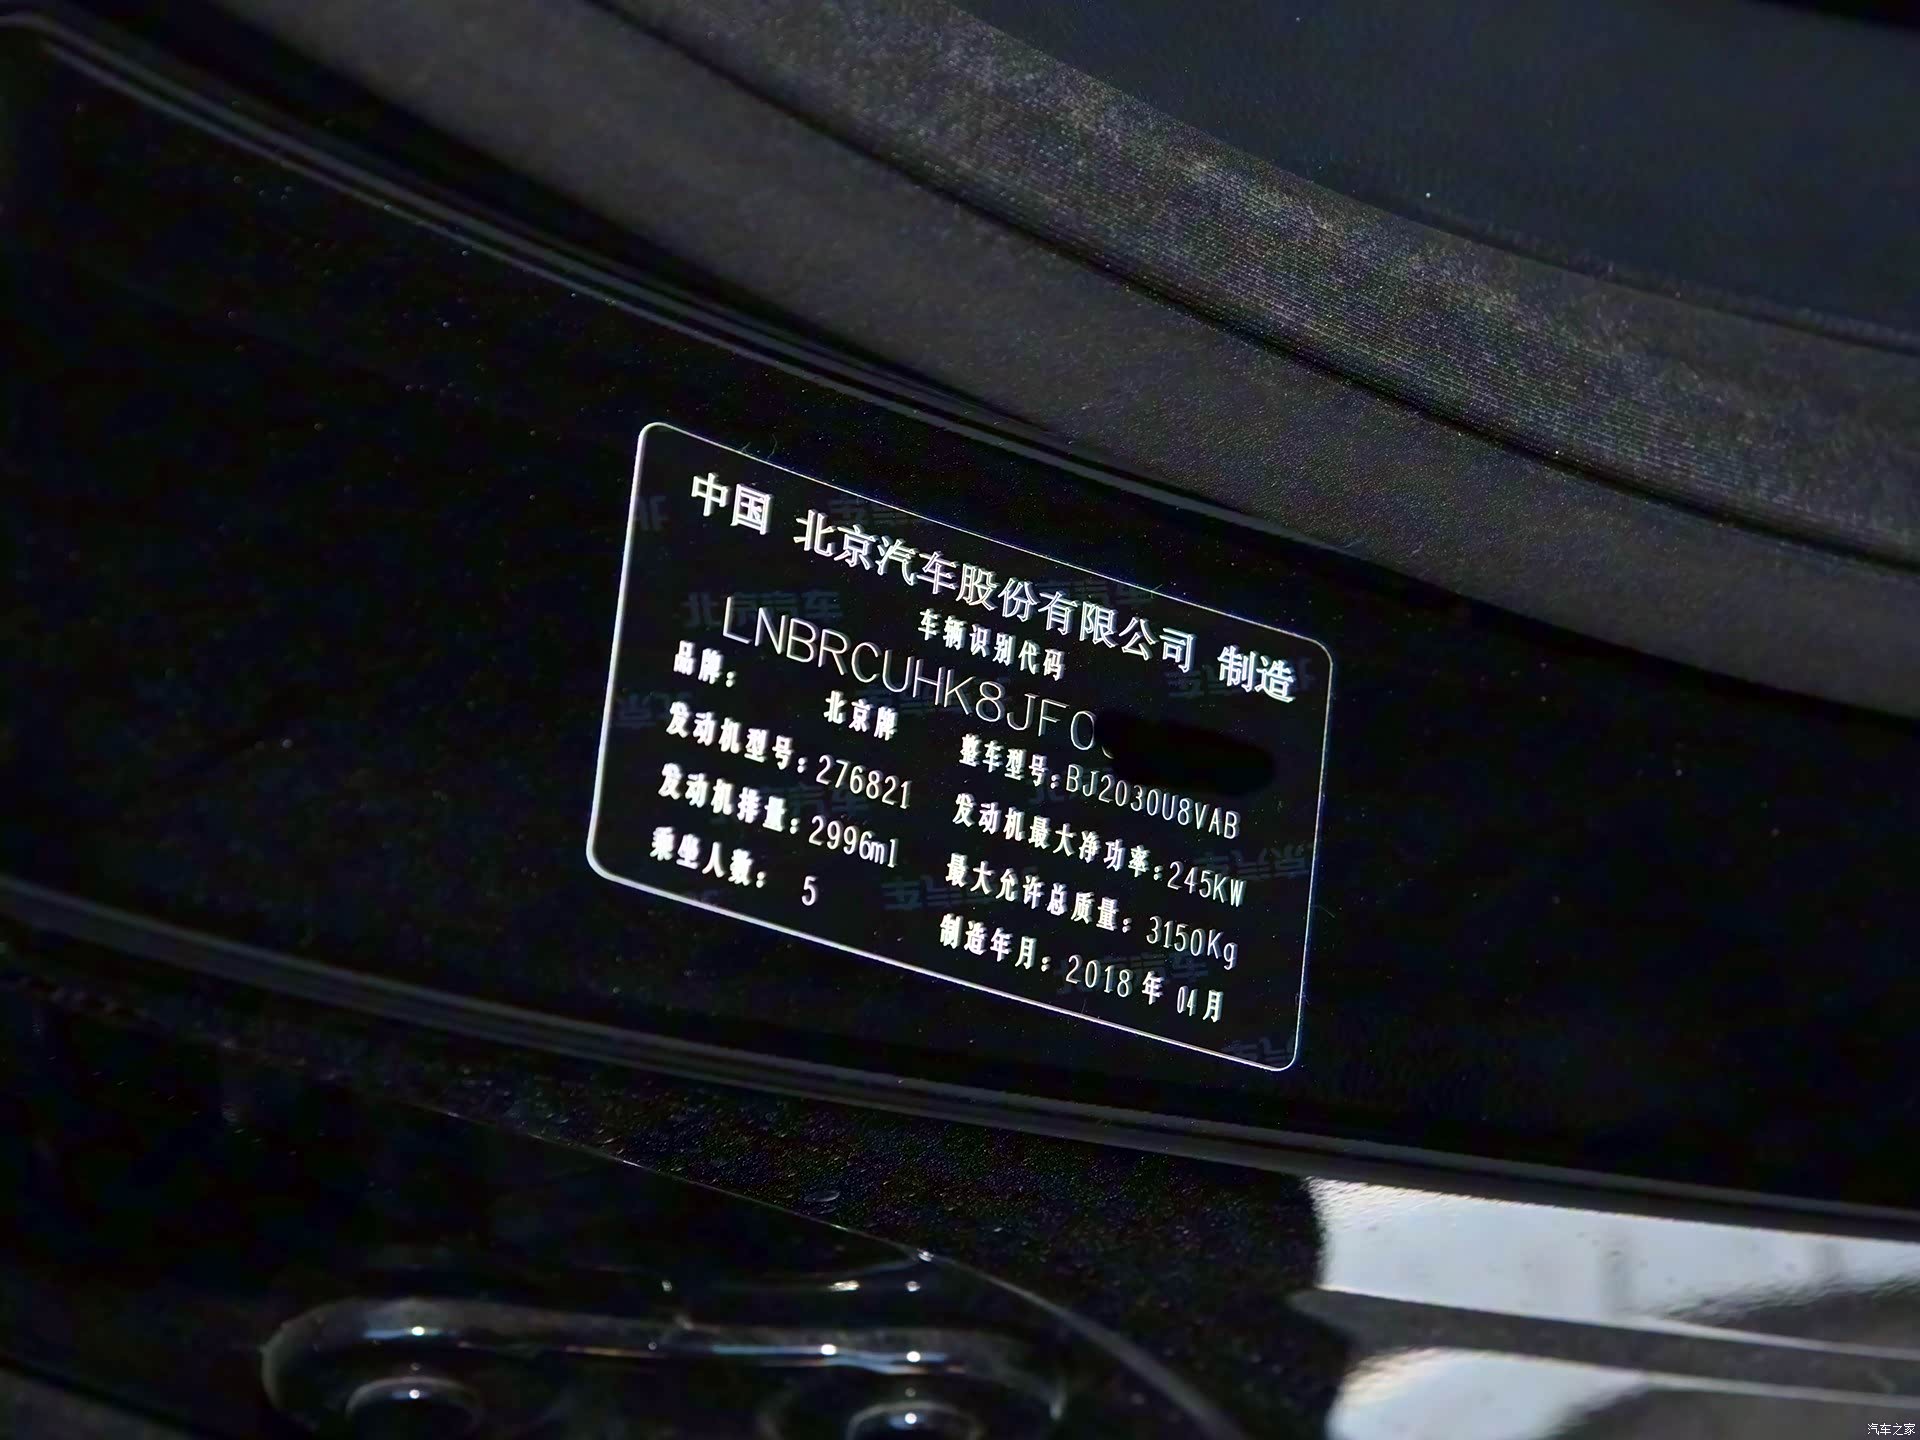 中国 北京汽车股份有限公司 制造
车辆识别代码
LNBRCUHK8JF0
品牌： 北京牌 整车型号：BJ2030U8VAB
发动机型号：276821 发动机最大净功率：245KW
发动机排量：2996ml 最大允许总质量：3150Kg
乘坐人数： 5 制造年月：2018年 04月
汽车之家